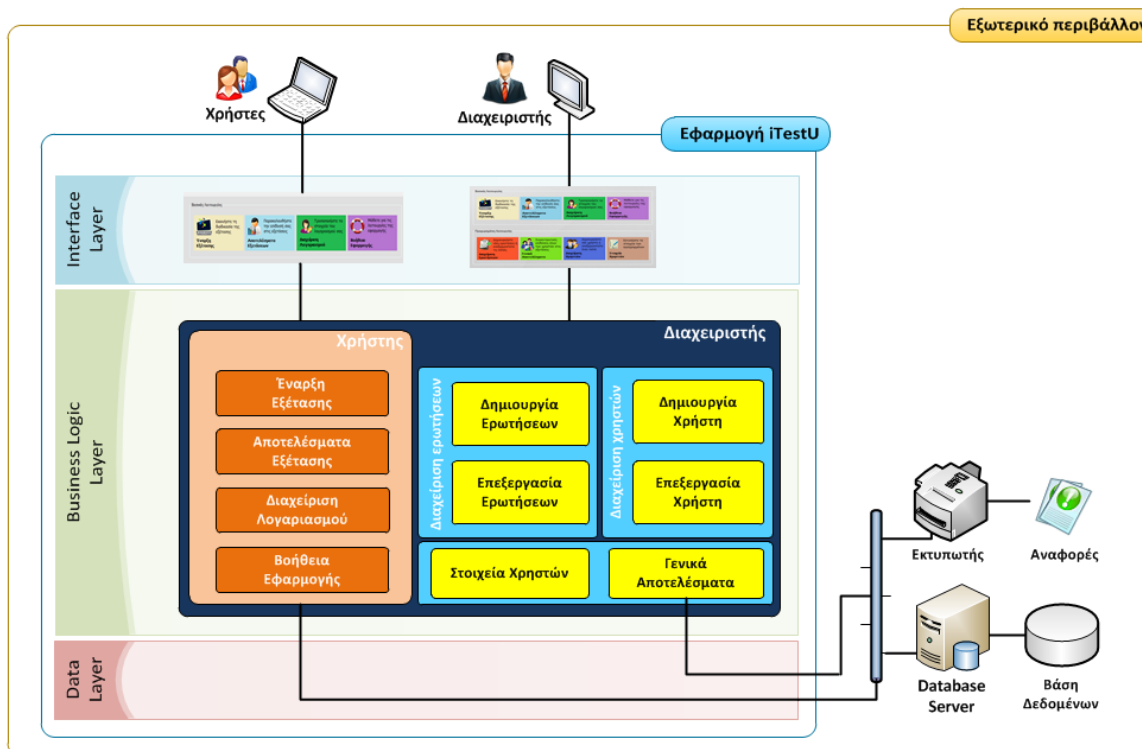 Εξωτερικό περιβάλλον
Χρήστες
Διαχειριστής
Εφαρμογή iTestU
Interface
Layer
Business Logic
Layer
Χρήστης
Διαχειριστής
Έναρξη
Εξέτασης
Αποτελέσματα
Εξέτασης
Διαχείριση
Λογαριασμού
Βοήθεια
Εφαρμογής
Διαχείριση ερωτήσεων
Δημιουργία
Ερωτήσεων
Επεξεργασία
Ερωτήσεων
Διαχείριση χρηστών
Δημιουργία
Χρήστη
Επεξεργασία
Χρήστη
Στοιχεία Χρηστών
Γενικά
Αποτελέσματα
Εκτυπωτής
Αναφορές
Database
Server
Βάση
Δεδομένων
Data
Layer